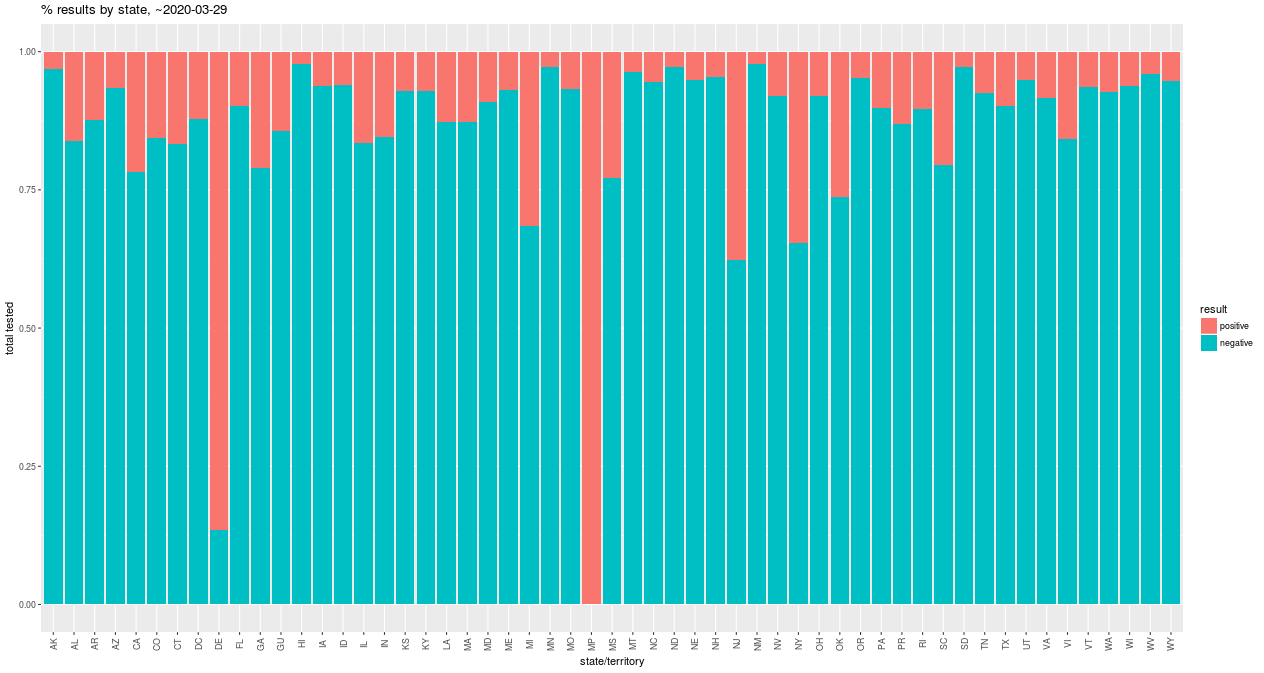 % results by state, ~2020-03-29
total tested
1.00
0.75
0.50
0.25
0.00
AK AL AR AZ CA CO CT DC DE FL GA GU HI IA ID IL IN KS KY LA MA MD ME MI MN MO MP MS MT NC ND NE NH NJ NM NV NY OH OK OR PA PR RI SC SD TN TX UT VA VI VT WA WI WV WY
state/territory
result
positive
negative